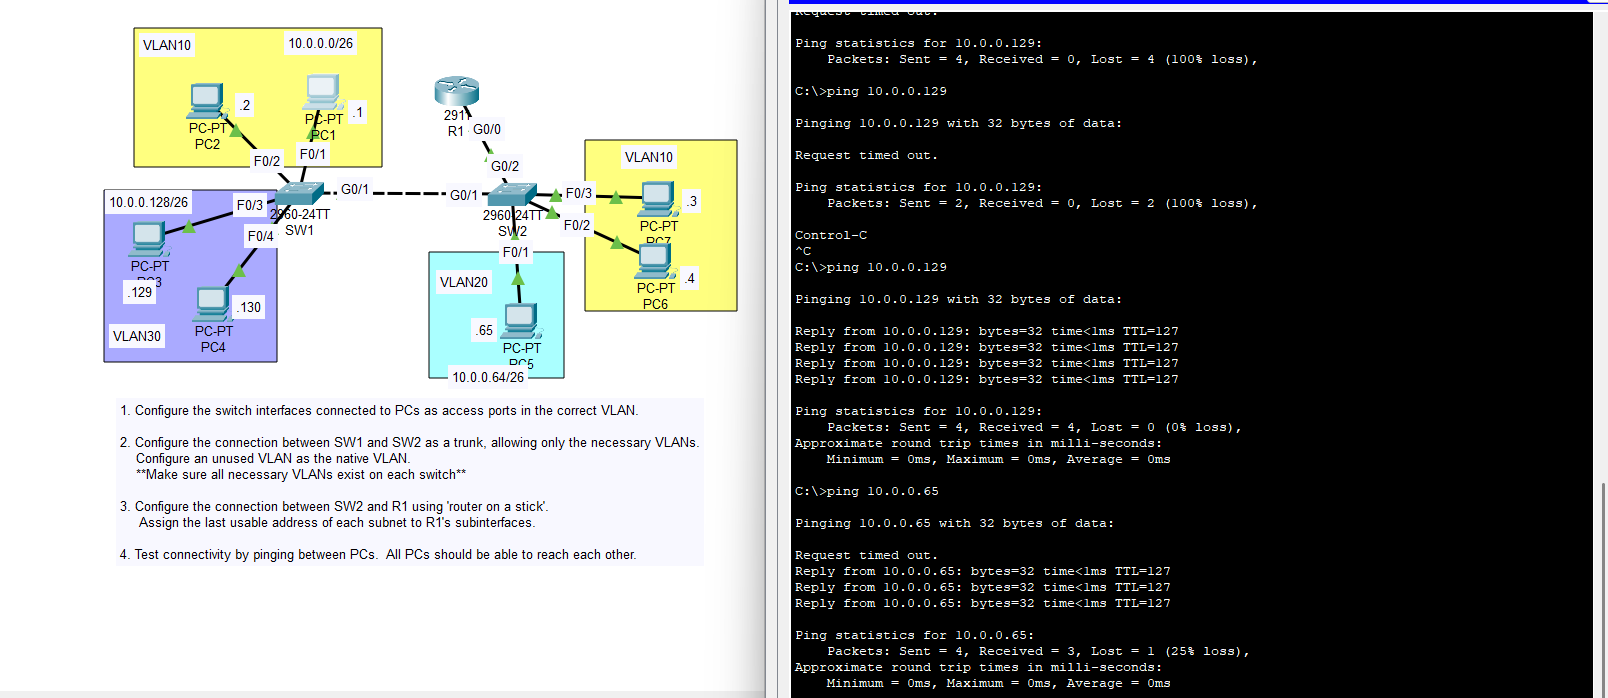 VLAN10
10.0.0.0/26
.2
.1
PC-PT
PC2
PC-PT
PC1
F0/2
F0/1
2911
R1
G0/0
G0/2
VLAN10
10.0.0.128/26
F0/3
F0/4
G0/1
G0/1
2960-24TT
SW1
2960-24TT
SW2
F0/3
F0/2
F0/1
.3
PC-PT
PC7
.4
PC-PT
PC6
PC-PT
PC3
.129
.130
VLAN30
PC-PT
PC4
VLAN20
.65
PC-PT
PC5
10.0.0.64/26
1. Configure the switch interfaces connected to PCs as access ports in the correct VLAN.
2. Configure the connection between SW1 and SW2 as a trunk, allowing only the necessary VLANs.
Configure an unused VLAN as the native VLAN.
**Make sure all necessary VLANs exist on each switch**
3. Configure the connection between SW2 and R1 using 'router on a stick'.
Assign the last usable address of each subnet to R1's subinterfaces.
4. Test connectivity by pinging between PCs.  All PCs should be able to reach each other.
Request timed out.
Ping statistics for 10.0.0.129:
Packets: Sent = 4, Received = 0, Lost = 4 (100% loss),
C:\>ping 10.0.0.129
Pinging 10.0.0.129 with 32 bytes of data:
Request timed out.
Ping statistics for 10.0.0.129:
Packets: Sent = 2, Received = 0, Lost = 2 (100% loss),
Control-C
^C
C:\>ping 10.0.0.129
Pinging 10.0.0.129 with 32 bytes of data:
Reply from 10.0.0.129: bytes=32 time<1ms TTL=127
Reply from 10.0.0.129: bytes=32 time<1ms TTL=127
Reply from 10.0.0.129: bytes=32 time<1ms TTL=127
Reply from 10.0.0.129: bytes=32 time<1ms TTL=127
Ping statistics for 10.0.0.129:
Packets: Sent = 4, Received = 4, Lost = 0 (0% loss),
Approximate round trip times in milli-seconds:
Minimum = 0ms, Maximum = 0ms, Average = 0ms
C:\>ping 10.0.0.65
Pinging 10.0.0.65 with 32 bytes of data:
Request timed out.
Reply from 10.0.0.65: bytes=32 time<1ms TTL=127
Reply from 10.0.0.65: bytes=32 time<1ms TTL=127
Reply from 10.0.0.65: bytes=32 time<1ms TTL=127
Ping statistics for 10.0.0.65:
Packets: Sent = 4, Received = 3, Lost = 1 (25% loss),
Approximate round trip times in milli-seconds:
Minimum = 0ms, Maximum = 0ms, Average = 0ms